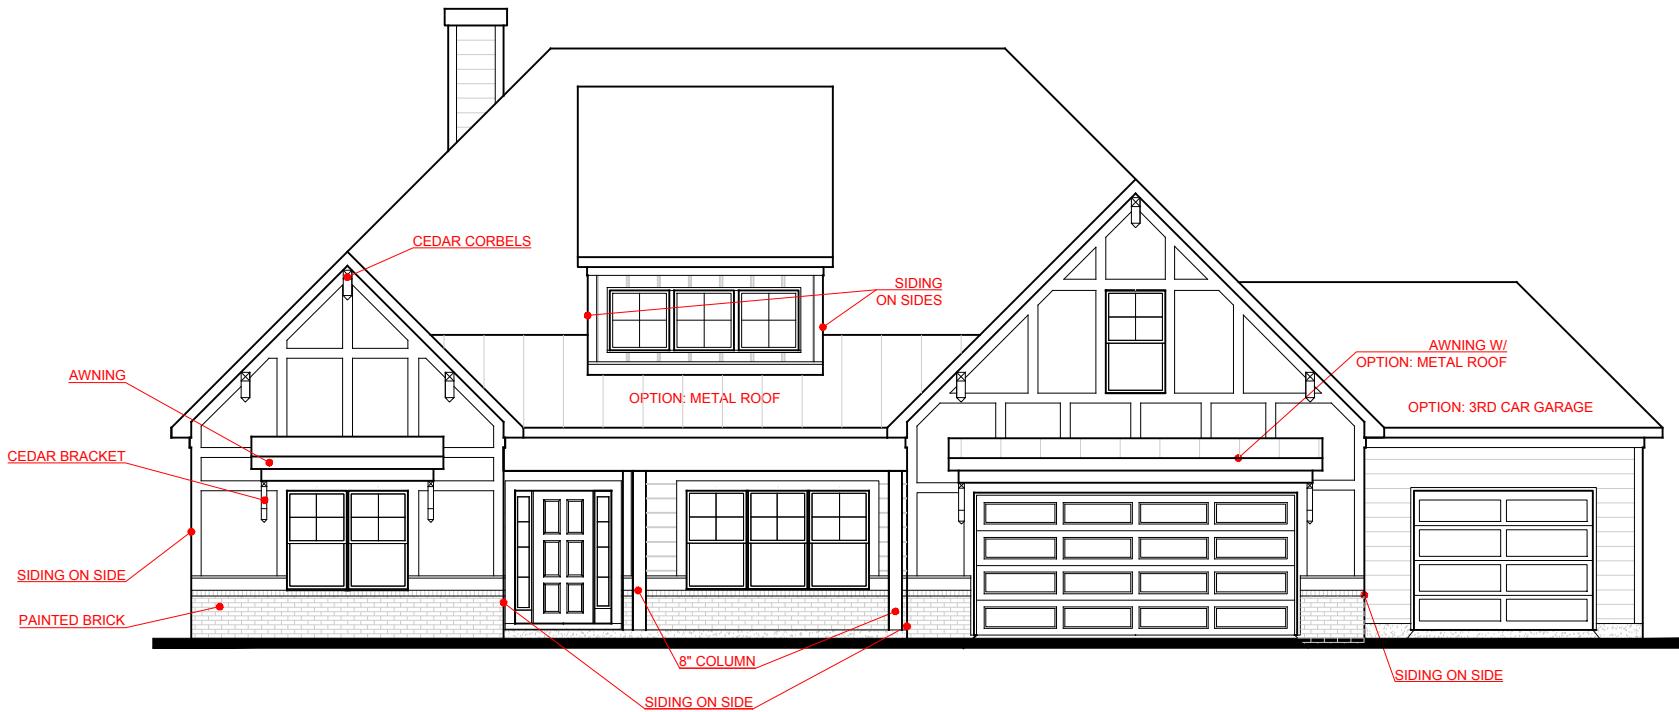 CEDAR CORBELS
SIDING
ON SIDES
AWNING W/
OPTION: METAL ROOF
AWNING
OPTION: METAL ROOF
OPTION: 3RD CAR GARAGE
CEDAR BRACKET
SIDING ON SIDE
PAINTED BRICK
8" COLUMN
SIDING ON SIDE
SIDING ON SIDE